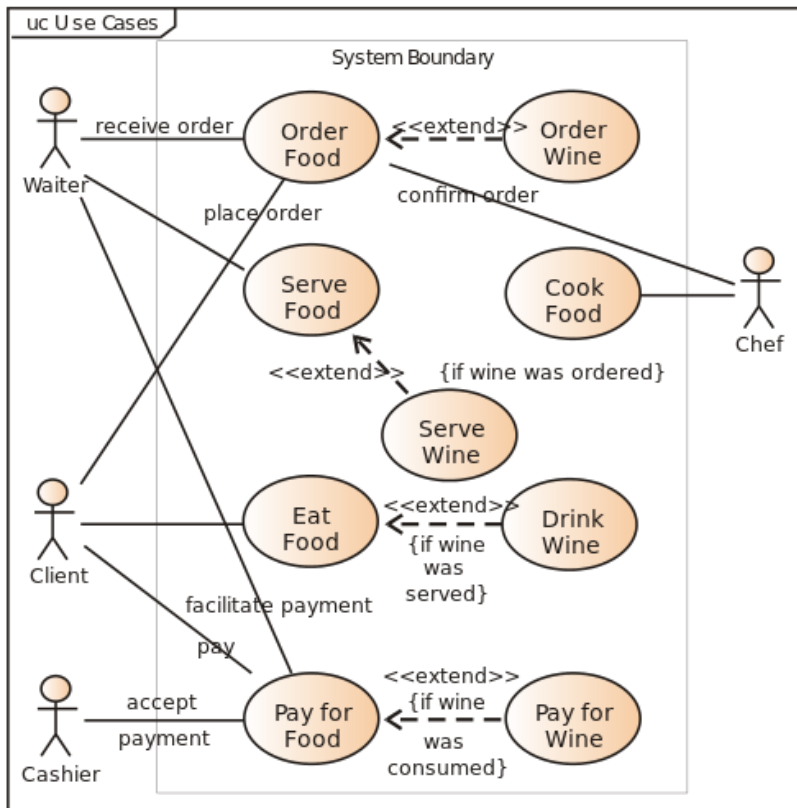 uc Use Cases
System Boundary
receive order
Order
Food
<<extend>>
Order
Wine
Waiter
place order
confirm order
Serve
Food
Cook
Food
Chef
<<extend>>
{if wine was ordered}
Serve
Wine
Client
Eat
Food
<<extend>>
{if wine
was
served}
Drink
Wine
facilitate payment
pay
Cashier
accept
payment
Pay for
Food
<<extend>>
{if wine
was
consumed}
Pay for
Wine